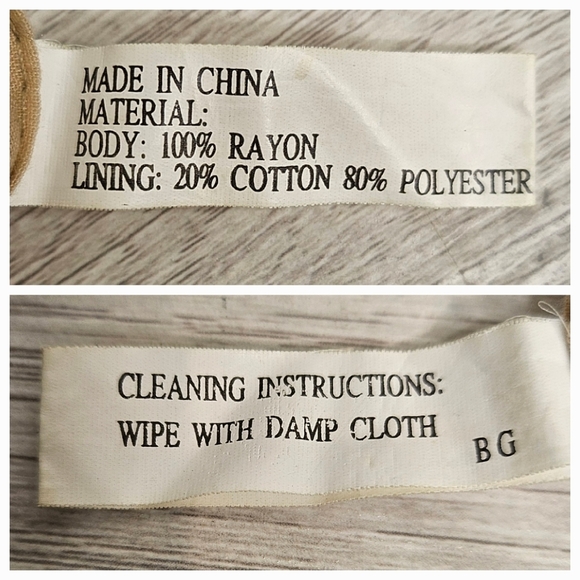 MADE IN CHINA
MATERIAL:
BODY: 100% RAYON
LINING: 20% COTTON 80% POLYESTER
CLEANING INSTRUCTIONS:
WIPE WITH DAMP CLOTH
BG